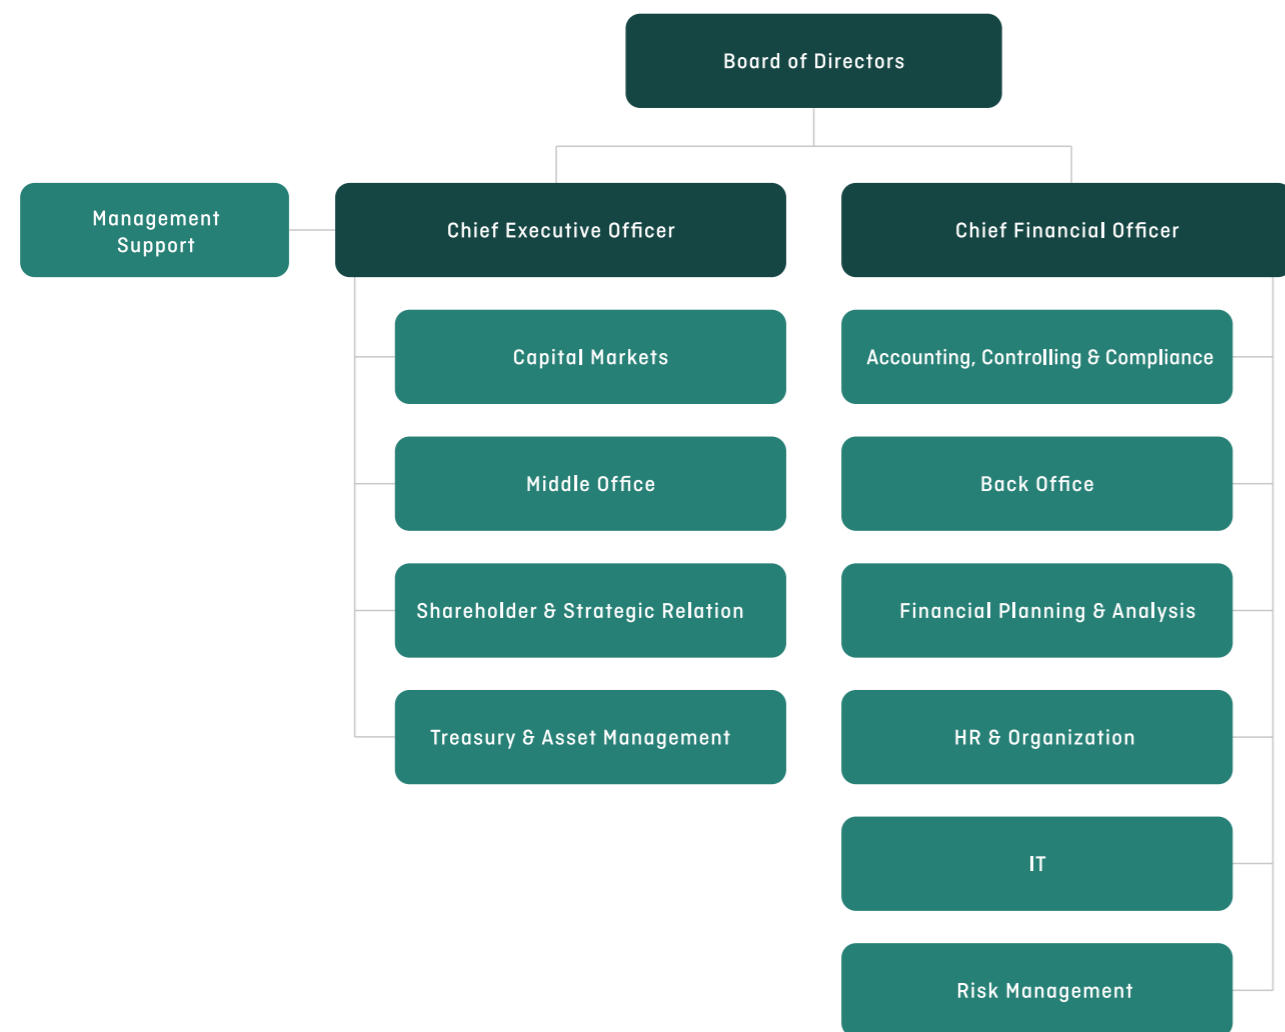 Board of Directors
Management
Support
Chief Executive Officer
Chief Financial Officer
Capital Markets
Accounting, Controlling & Compliance
Middle Office
Back Office
Shareholder & Strategic Relation
Financial Planning & Analysis
Treasury & Asset Management
HR & Organization
IT
Risk Management